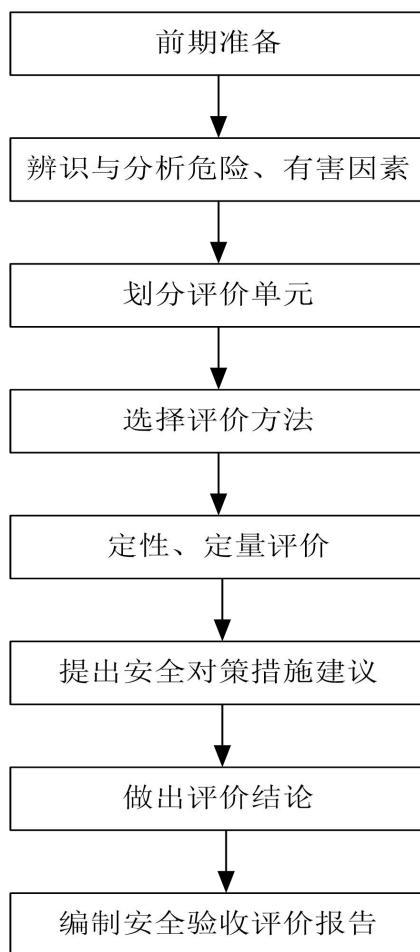 前期准备
辨识与分析危险、有害因素
划分评价单元
选择评价方法
定性、定量评价
提出安全对策措施建议
做出评价结论
编制安全验收评价报告